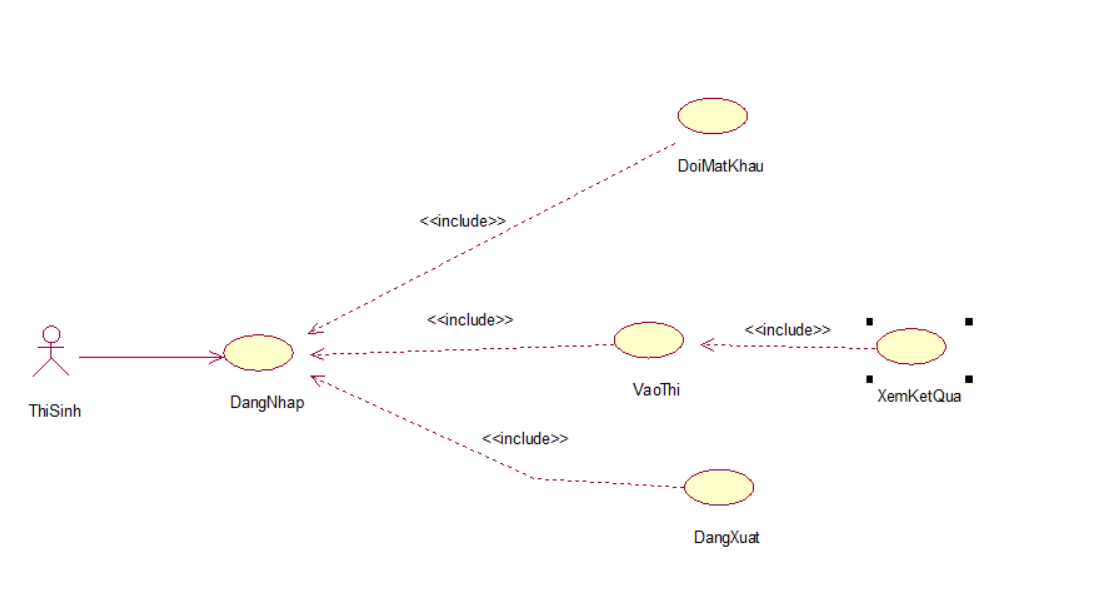 DoiMatKhau
<<include>>
<<include>>
<<include>>
ThiSinh
DangNhap
VaoThi
XemKetQua
<<include>>
DangXuat